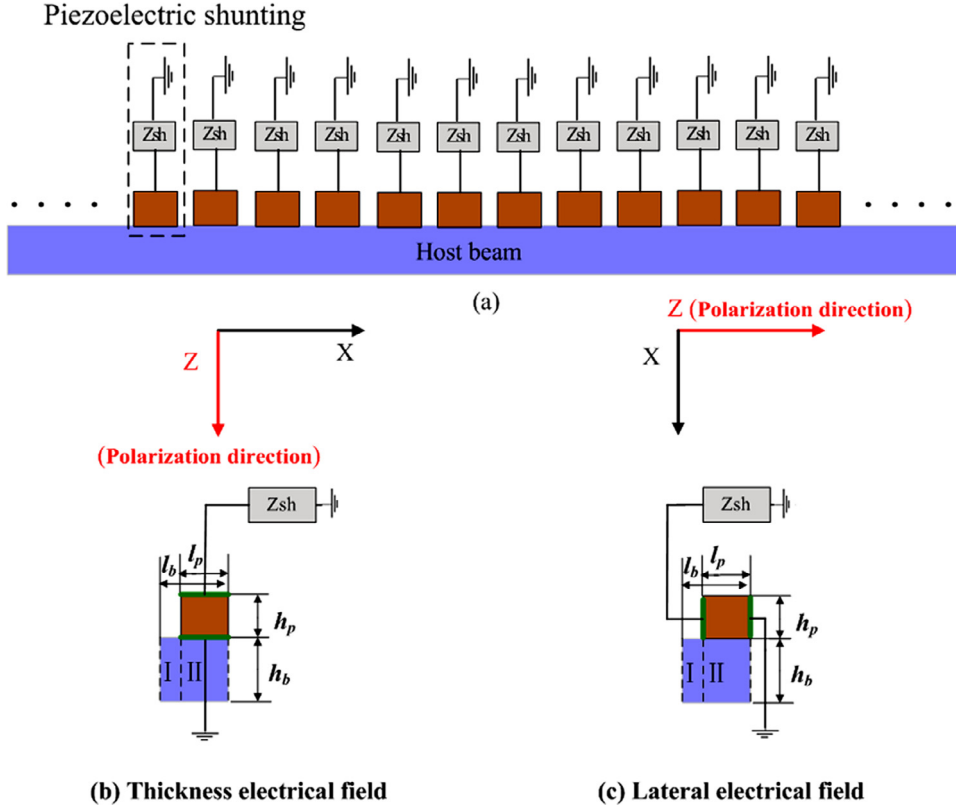 Piezoelectric shunting
Zsh Zsh Zsh Zsh Zsh Zsh Zsh Zsh Zsh Zsh Zsh Zsh
Host beam
(a)
Z (Polarization direction)
X
Z
X
(Polarization direction)
Zsh
Zsh
l_b l_p
l_b l_p
h_p
h_p
I II
h_b
I II
h_b
(b) Thickness electrical field
(c) Lateral electrical field